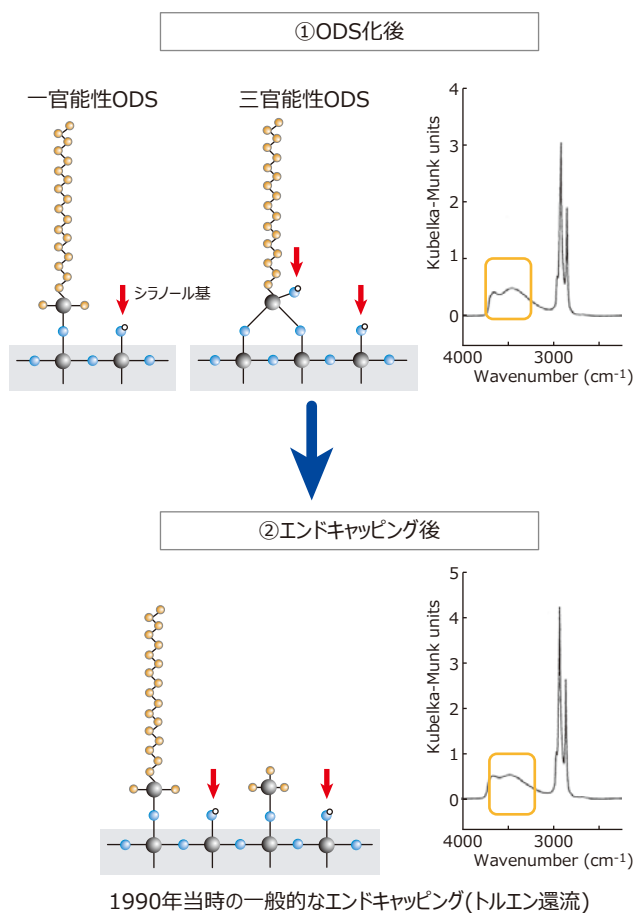 ①ODS化後
一官能性ODS
三官能性ODS
シラノール基
Kubelka-Munk units
4
3
2
1
0
4000
3000
Wavenumber (cm-1)
②エンドキャッピング後
Kubelka-Munk units
5
4
3
2
1
0
4000
3000
Wavenumber (cm-1)
1990年当時の一般的なエンドキャッピング(トルエン還流)